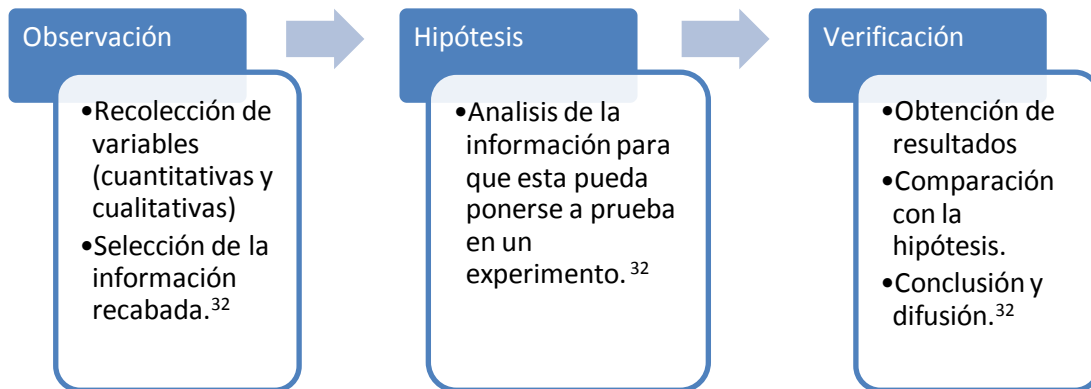 Observación
•Recolección de
variables
(cuantitativas y
cualitativas)
•Selección de la
información
recabada.³²
Hipótesis
•Analisis de la
información para
que esta pueda
ponerse a prueba
en un
experimento.³²
Verificación
•Obtención de
resultados
•Comparación
con la
hipótesis.
•Conclusión y
difusión.³²